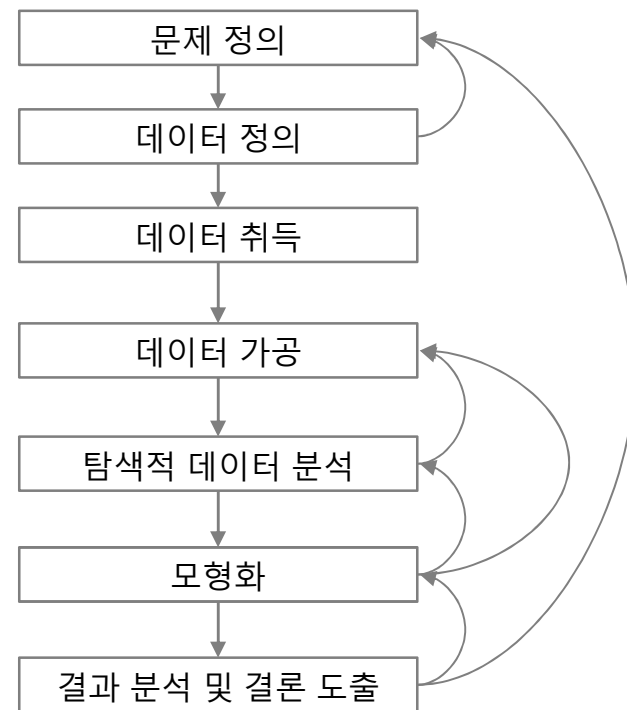 문제 정의
데이터 정의
데이터 취득
데이터 가공
탐색적 데이터 분석
모형화
결과 분석 및 결론 도출